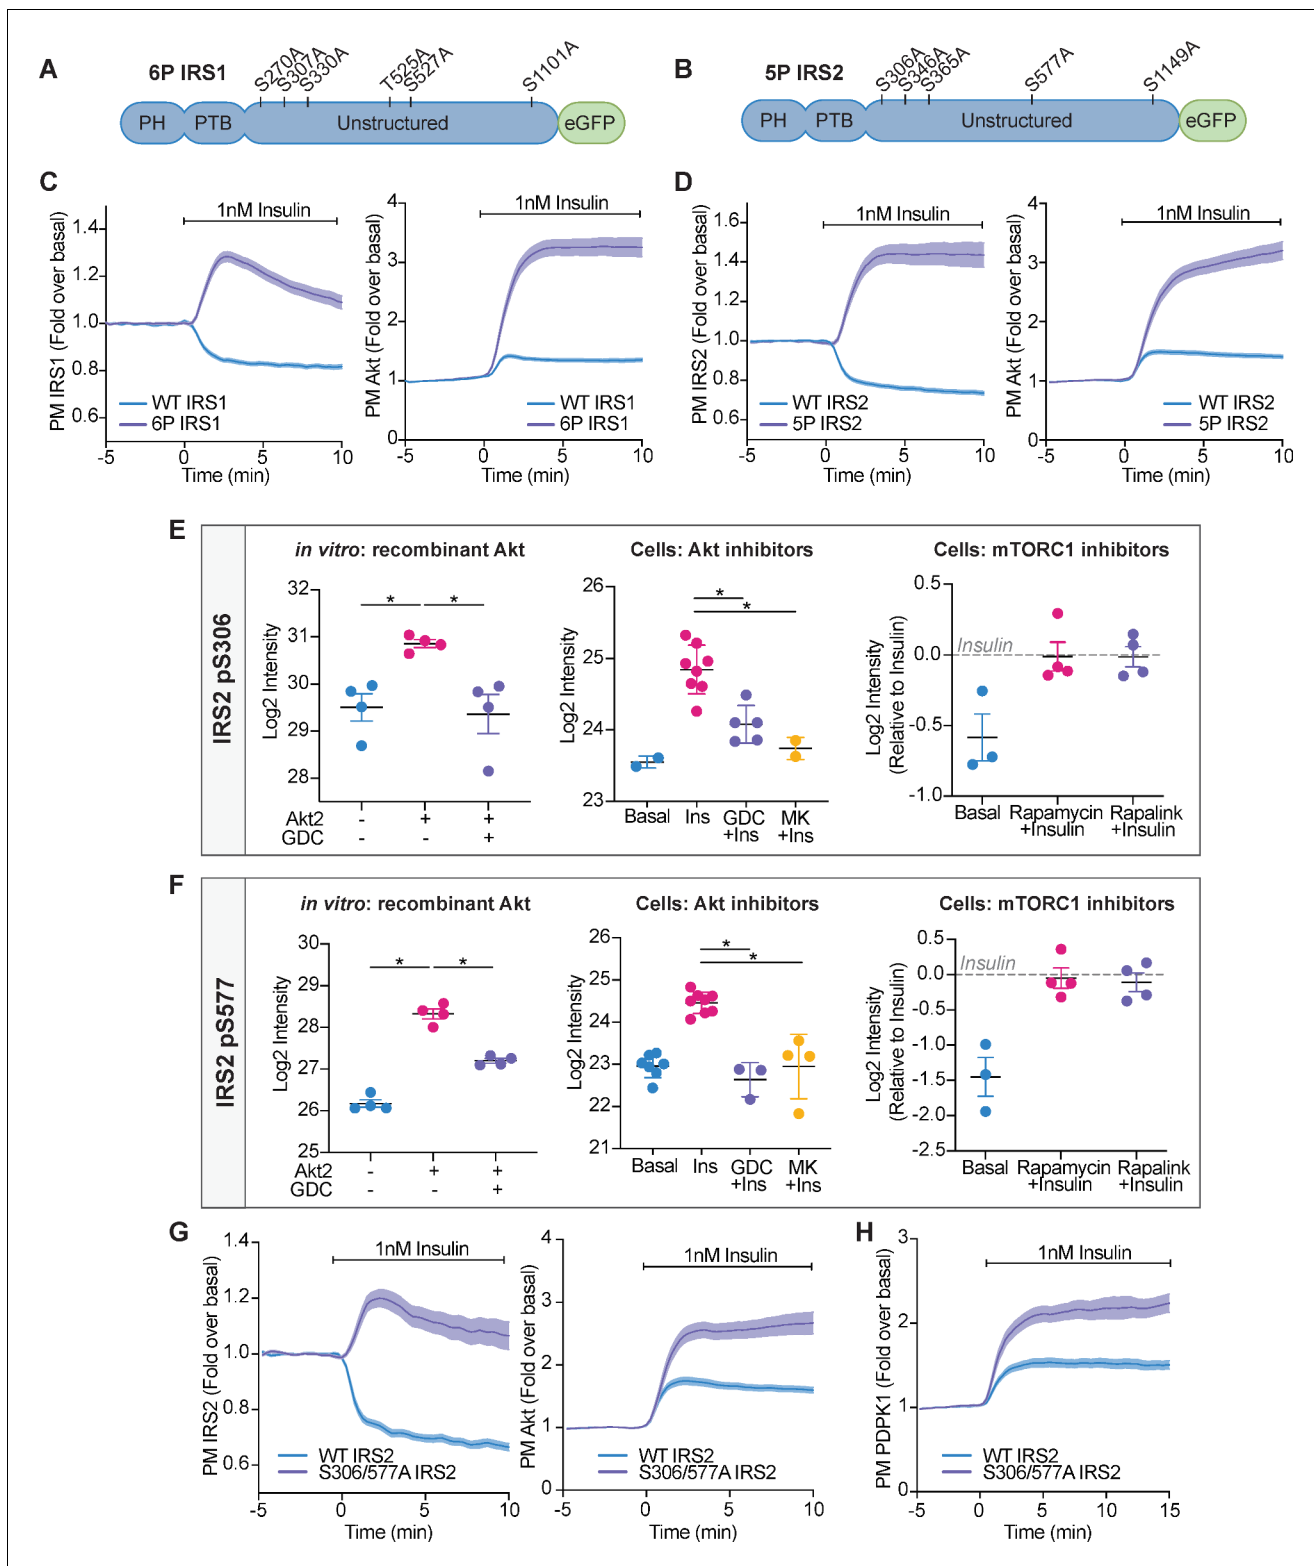 A
6P IRS1
S270A
S307A
S330A
T525A
S527A
S1101A
PH
PTB
Unstructured
eGFP
B
5P IRS2
S306A
S346A
S365A
S577A
S1149A
PH
PTB
Unstructured
eGFP
C
PM IRS1 (Fold over basal)
1.4
1.2
1.0
0.8
0.6
1nM Insulin
WT IRS1
6P IRS1
-5
0
5
10
Time (min)
PM Akt (Fold over basal)
4
3
2
1
0
1nM Insulin
WT IRS1
6P IRS1
-5
0
5
10
Time (min)
D
PM IRS2 (Fold over basal)
1.6
1.4
1.2
1.0
0.8
0.6
1nM Insulin
WT IRS2
5P IRS2
-5
0
5
10
Time (min)
PM Akt (Fold over basal)
4
3
2
1
0
1nM Insulin
WT IRS2
5P IRS2
-5
0
5
10
Time (min)
E
IRS2 pS306
in vitro: recombinant Akt
Log2 Intensity
32
31
30
29
28
* *
Akt2 - + +
GDC - - +
Cells: Akt inhibitors
Log2 Intensity
26
25
24
23
*
*
Basal Ins GDC MK
+Ins +Ins
Cells: mTORC1 inhibitors
Log2 Intensity
(Relative to Insulin)
0.5
0.0
-0.5
-1.0
Insulin
Basal Rapamycin Rapalink
+Insulin +Insulin
F
IRS2 pS577
in vitro: recombinant Akt
Log2 Intensity
30
29
28
27
26
25
* *
Akt2 - + +
GDC - - +
Cells: Akt inhibitors
Log2 Intensity
26
25
24
23
22
21
*
*
Basal Ins GDC MK
+Ins +Ins
Cells: mTORC1 inhibitors
Log2 Intensity
(Relative to Insulin)
0.5
0.0
-0.5
-1.0
-1.5
-2.0
-2.5
Insulin
Basal Rapamycin Rapalink
+Insulin +Insulin
G
PM IRS2 (Fold over basal)
1.4
1.2
1.0
0.8
0.6
1nM Insulin
WT IRS2
S306/577A IRS2
-5
0
5
10
Time (min)
PM Akt (Fold over basal)
4
3
2
1
0
1nM Insulin
WT IRS2
S306/577A IRS2
-5
0
5
10
Time (min)
H
PM PDPK1 (Fold over basal)
3
2
1
0
1nM Insulin
WT IRS2
S306/577A IRS2
-5
0
5
10
15
Time (min)